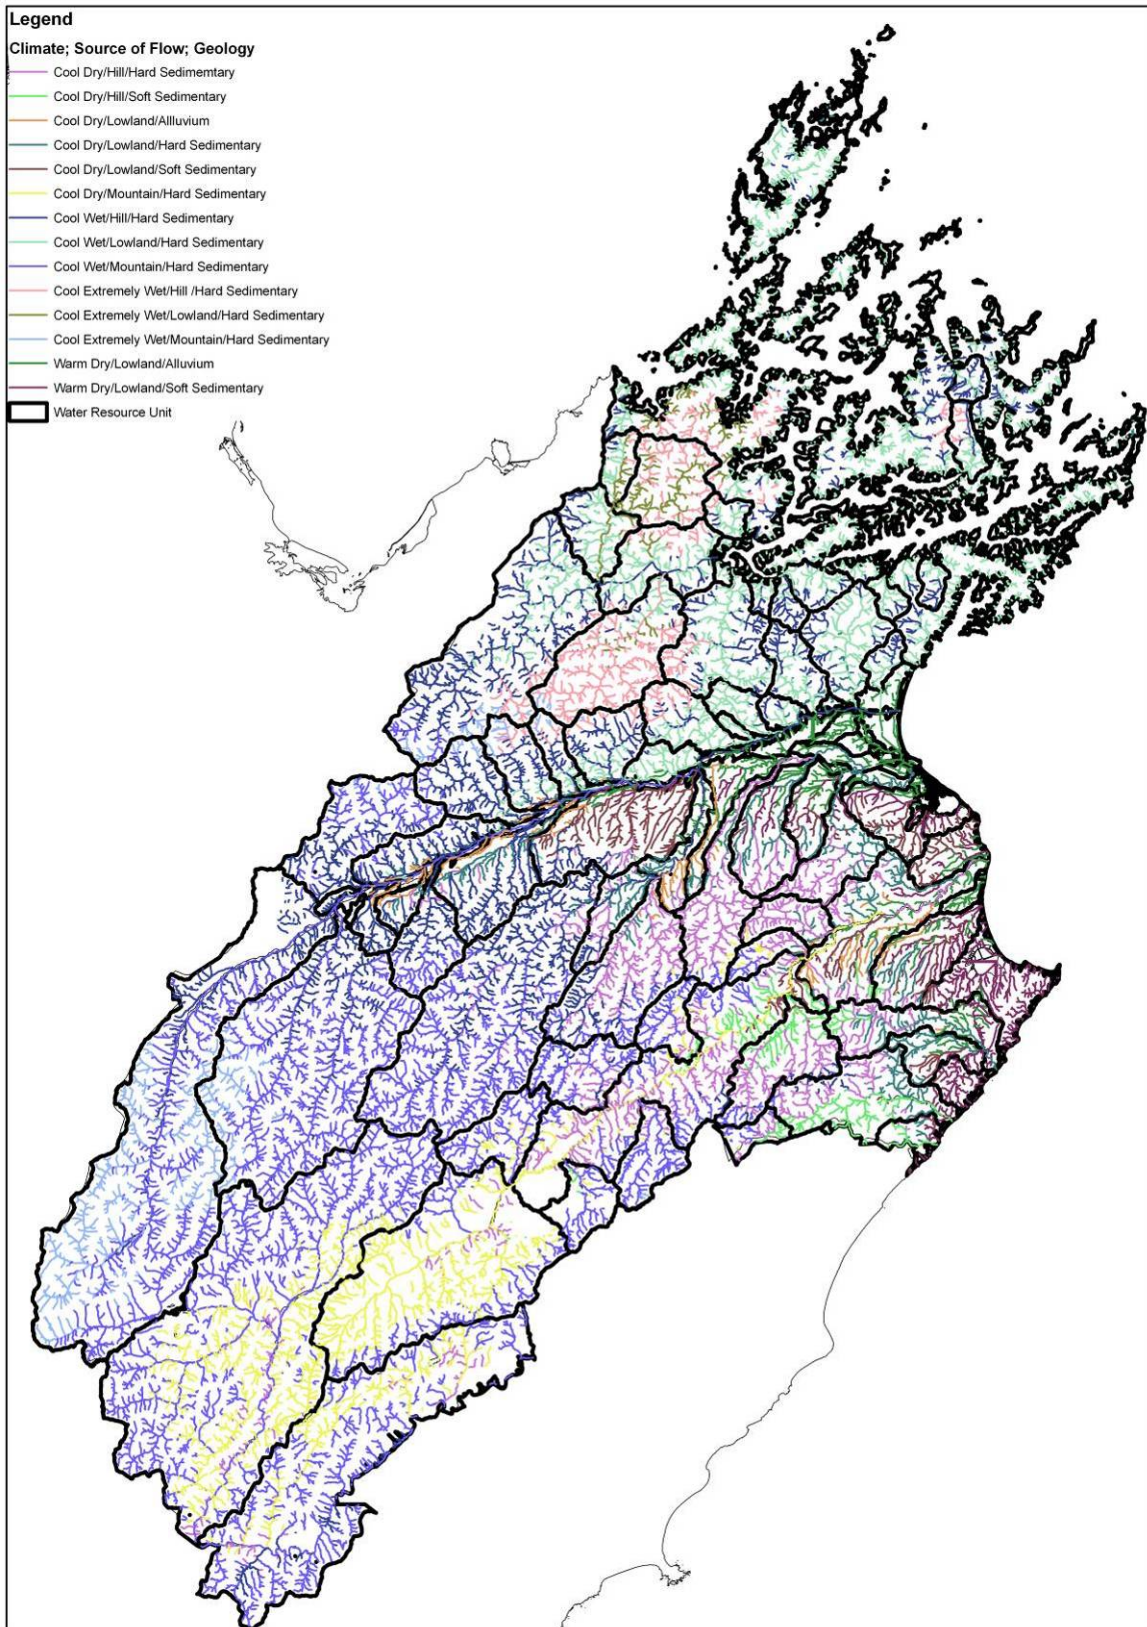 Legend
Climate; Source of Flow; Geology
Cool Dry/Hill/Hard Sedimemtary
Cool Dry/Hill/Soft Sedimentary
Cool Dry/Lowland/Allluvium
Cool Dry/Lowland/Hard Sedimentary
Cool Dry/Lowland/Soft Sedimentary
Cool Dry/Mountain/Hard Sedimentary
Cool Wet/Hill/Hard Sedimentary
Cool Wet/Lowland/Hard Sedimentary
Cool Wet/Mountain/Hard Sedimentary
Cool Extremely Wet/Hill /Hard Sedimentary
Cool Extremely Wet/Lowland/Hard Sedimentary
Cool Extremely Wet/Mountain/Hard Sedimentary
Warm Dry/Lowland/Alluvium
Warm Dry/Lowland/Soft Sedimentary
Water Resource Unit